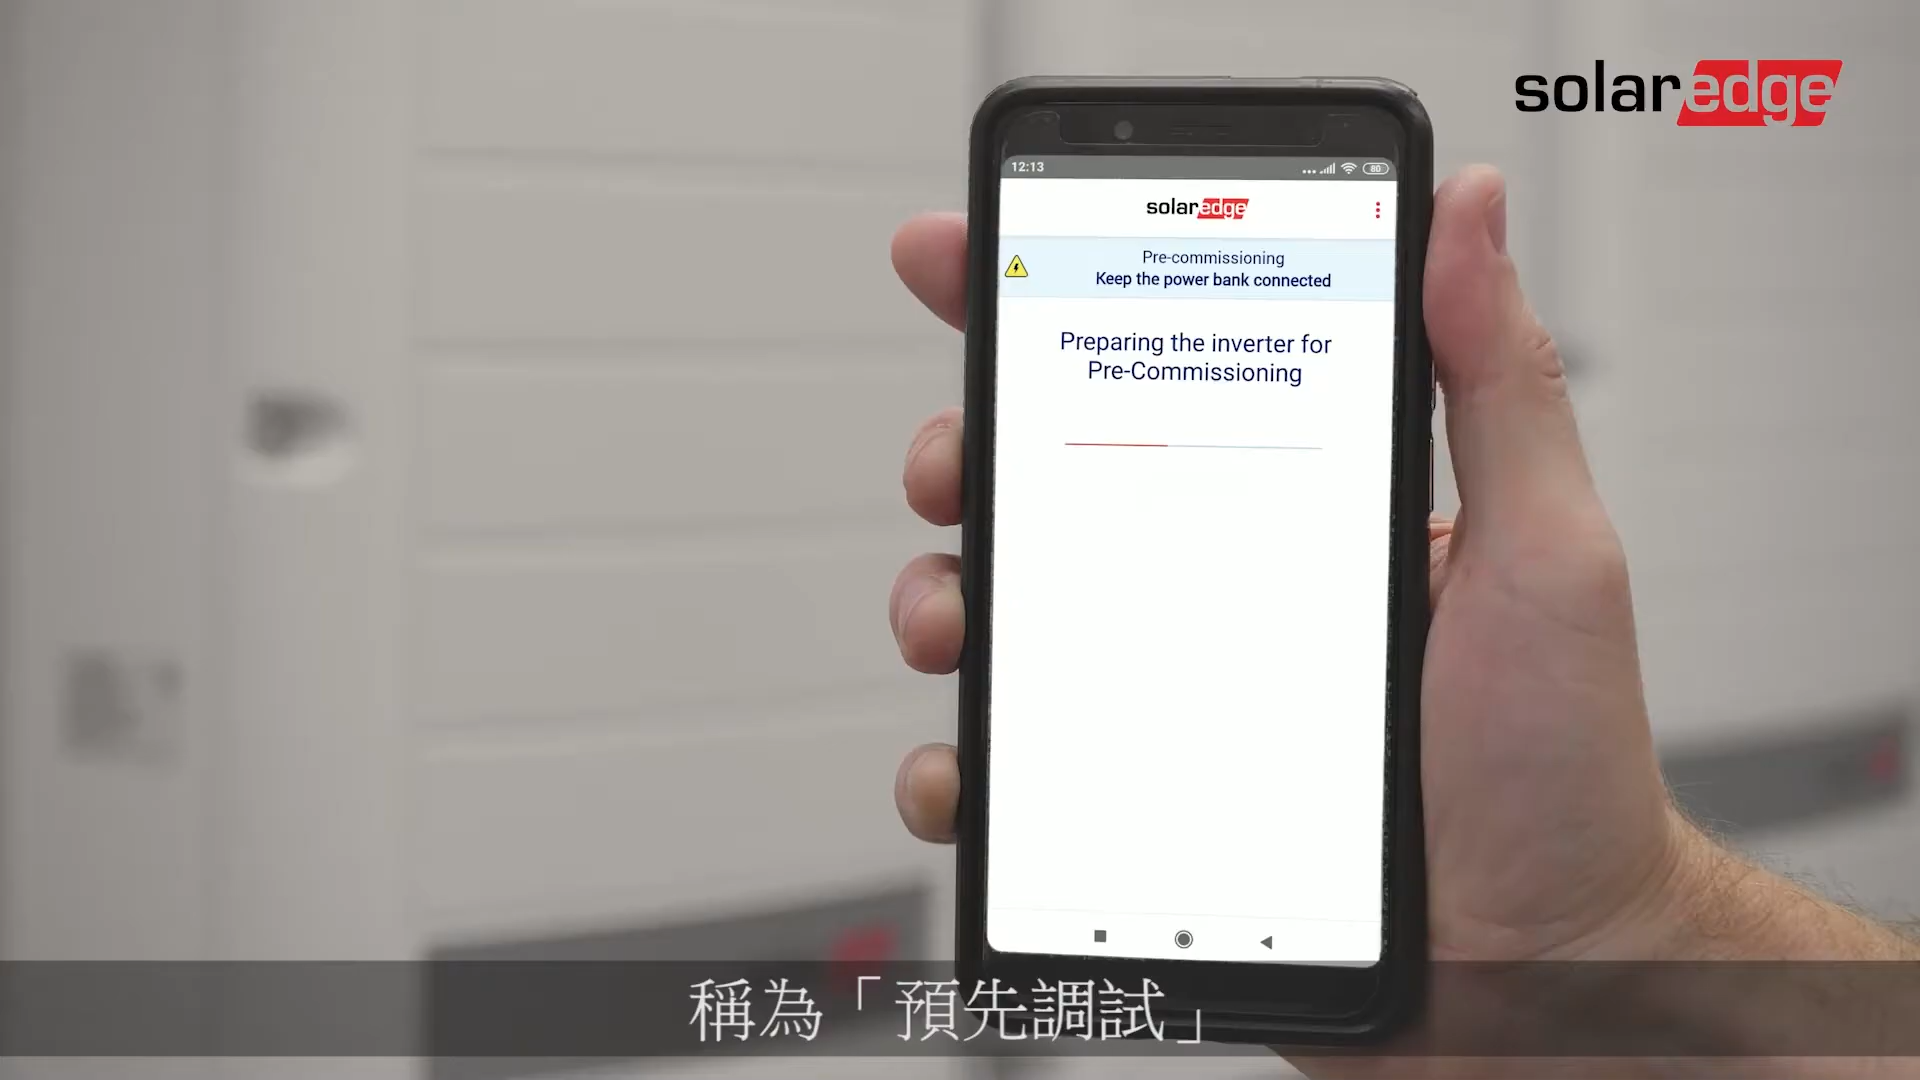 solaredge
12:13
80
solaredge
Pre-commissioning
Keep the power bank connected
Preparing the inverter for
Pre-Commissioning
稱為「預先調試」